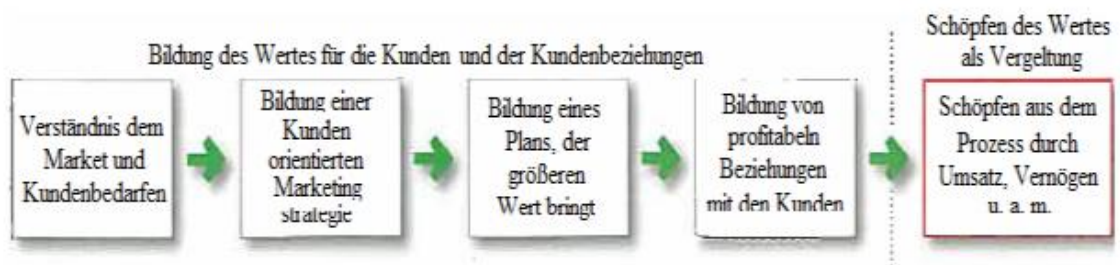 Bildung des Wertes für die Kunden und der Kundenbeziehungen
Schöpfen des Wertes
als Vergeltung
Verständnis dem
Market und
Kundenbedarfen
Bildung einer
Kunden
orientierten
Marketing
strategie
Bildung eines
Plans, der
größeren
Wert bringt
Bildung von
profitabeln
Beziehungen
mit den Kunden
Schöpfen aus dem
Prozess durch
Umsatz, Vermögen
u. a. m.